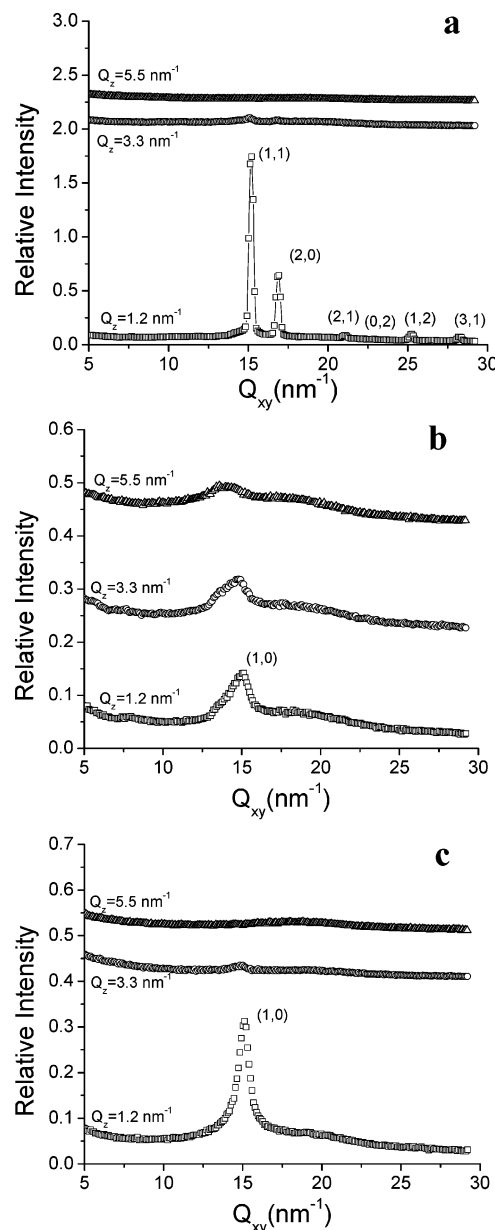 a
3.0
2.5
2.0
1.5
1.0
0.5
0.0
Relative Intensity
Q_z=5.5 nm⁻¹
Q_z=3.3 nm⁻¹
(1,1)
(2,0)
Q_z=1.2 nm⁻¹
(2,1)
(0,2)
(1,2)
(3,1)
5 10 15 20 25 30
Q_xy(nm⁻¹)
b
0.6
0.5
0.4
0.3
0.2
0.1
0.0
Relative Intensity
Q_z=5.5 nm⁻¹
Q_z=3.3 nm⁻¹
(1,0)
Q_z=1.2 nm⁻¹
5 10 15 20 25 30
Q_xy(nm⁻¹)
c
0.7
0.6
0.5
0.4
0.3
0.2
0.1
0.0
Relative Intensity
Q_z=5.5 nm⁻¹
Q_z=3.3 nm⁻¹
(1,0)
Q_z=1.2 nm⁻¹
5 10 15 20 25 30
Q_xy(nm⁻¹)